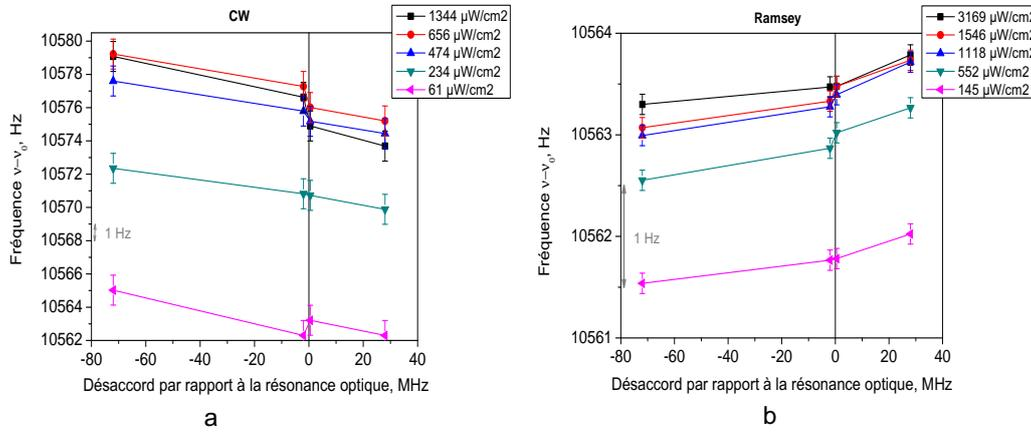 CW
1344 µW/cm2
656 µW/cm2
474 µW/cm2
234 µW/cm2
61 µW/cm2
Fréquence ν−ν₀, Hz
10580
10578
10576
10574
10572
10570
10568
10566
10564
10562
1 Hz
-80 -60 -40 -20 0 20 40
Désaccord par rapport à la résonance optique, MHz
a
Ramsey
3169 µW/cm2
1546 µW/cm2
1118 µW/cm2
552 µW/cm2
145 µW/cm2
Fréquence ν−ν₀, Hz
10564
10563
10562
10561
1 Hz
-80 -60 -40 -20 0 20 40
Désaccord par rapport à la résonance optique, MHz
b